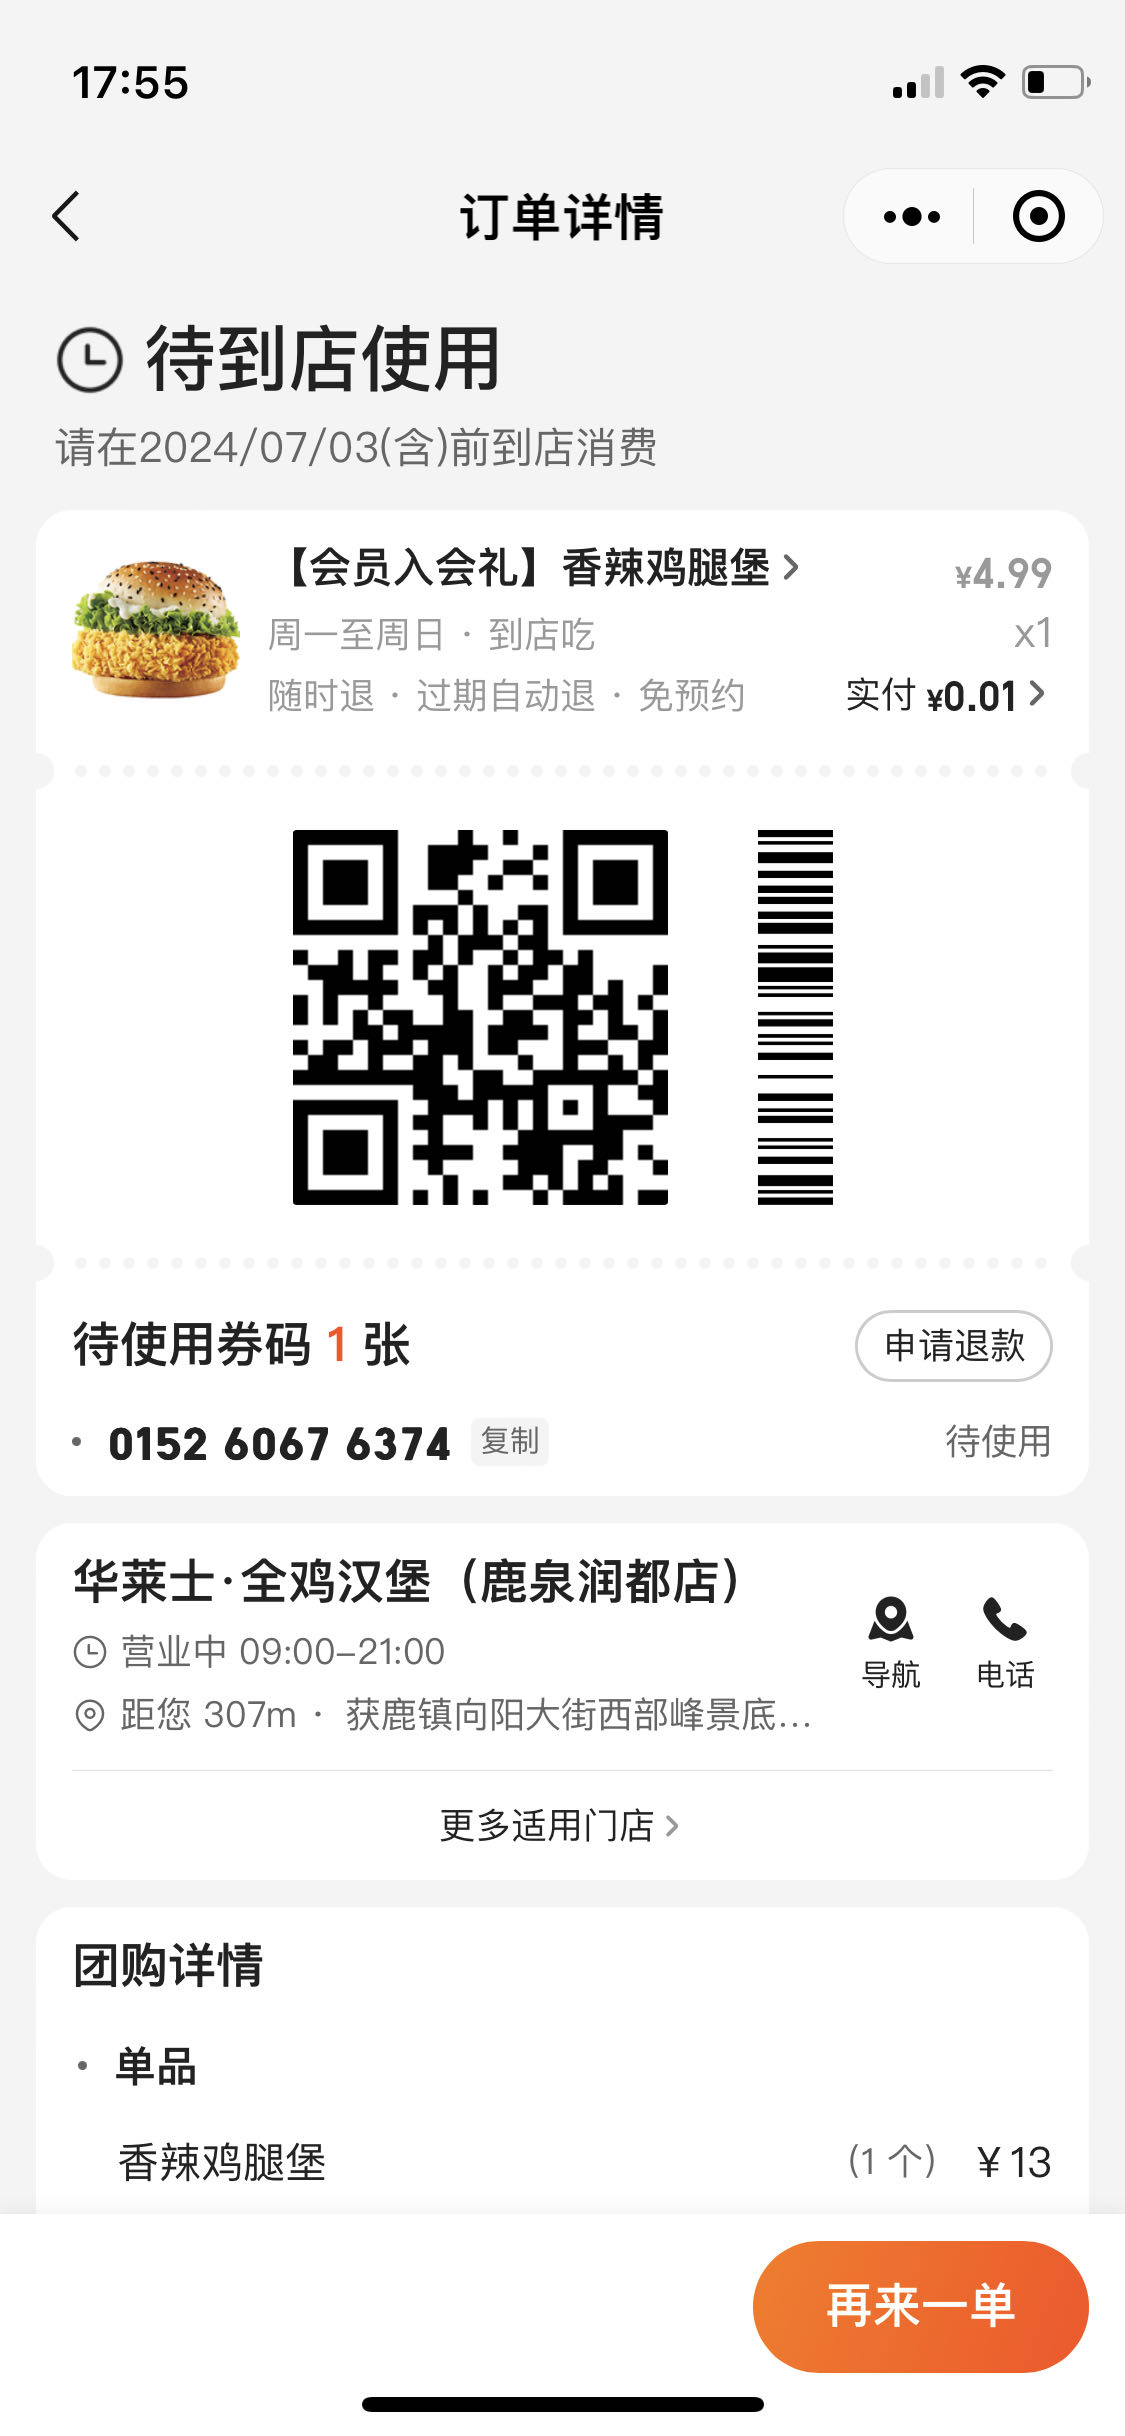 17:55
订单详情
待到店使用
请在2024/07/03(含)前到店消费
【会员入会礼】香辣鸡腿堡
¥4.99
周一至周日 · 到店吃
x1
随时退 · 过期自动退 · 免预约
实付 ¥0.01
待使用券码 1 张
申请退款
0152 6067 6374
复制
待使用
华莱士·全鸡汉堡（鹿泉润都店）
营业中 09:00-21:00
导航
电话
距您 307m · 获鹿镇向阳大街西部峰景底...
更多适用门店
团购详情
· 单品
香辣鸡腿堡
(1 个)
¥ 13
再来一单